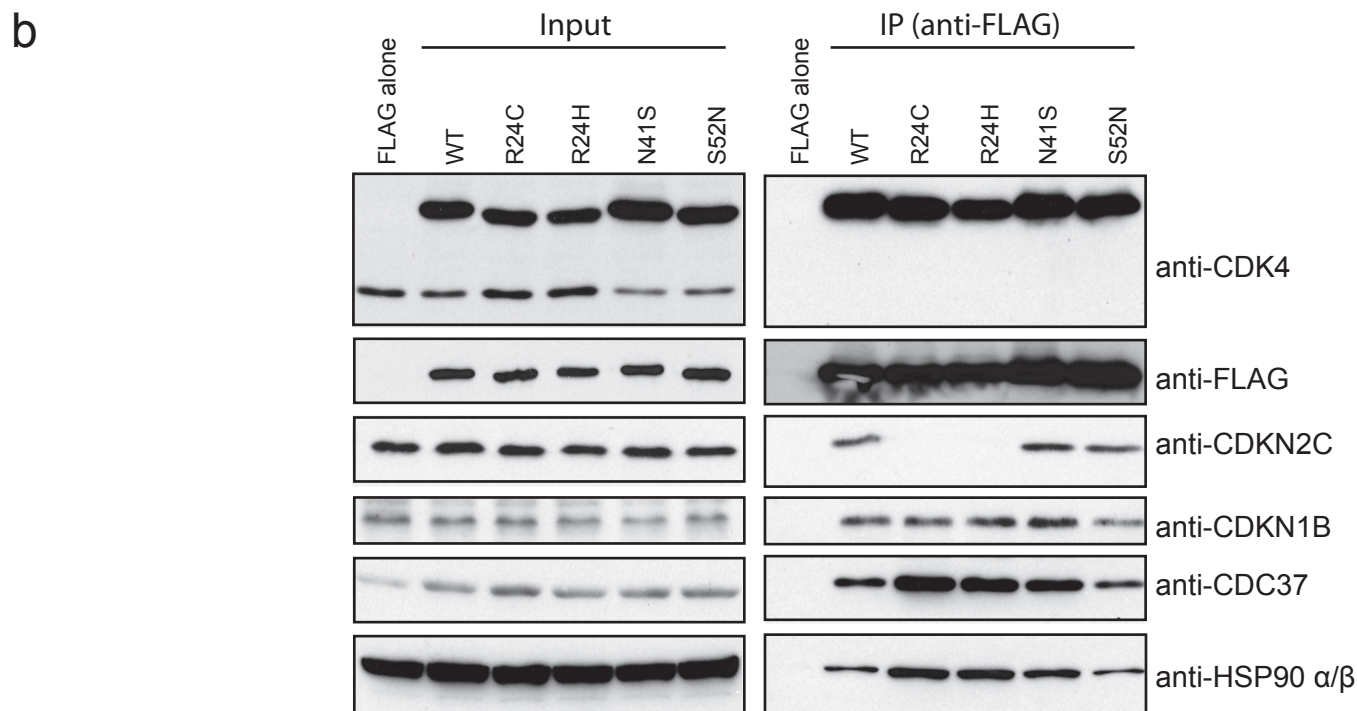 b
Input
IP (anti-FLAG)
FLAG alone
WT
R24C
R24H
N41S
S52N
FLAG alone
WT
R24C
R24H
N41S
S52N
anti-CDK4
anti-FLAG
anti-CDKN2C
anti-CDKN1B
anti-CDC37
anti-HSP90 α/β